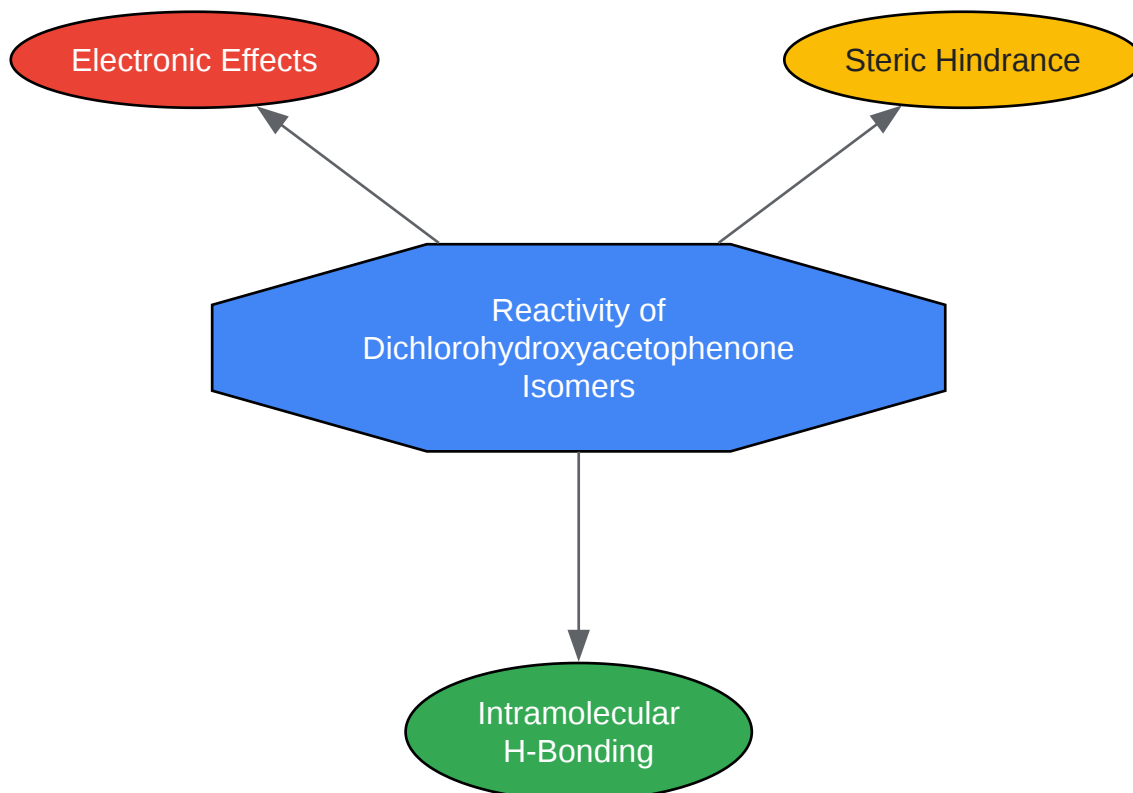 Electronic Effects
Steric Hindrance
Reactivity of
Dichlorohydroxyacetophenone
Isomers
Intramolecular
H-Bonding